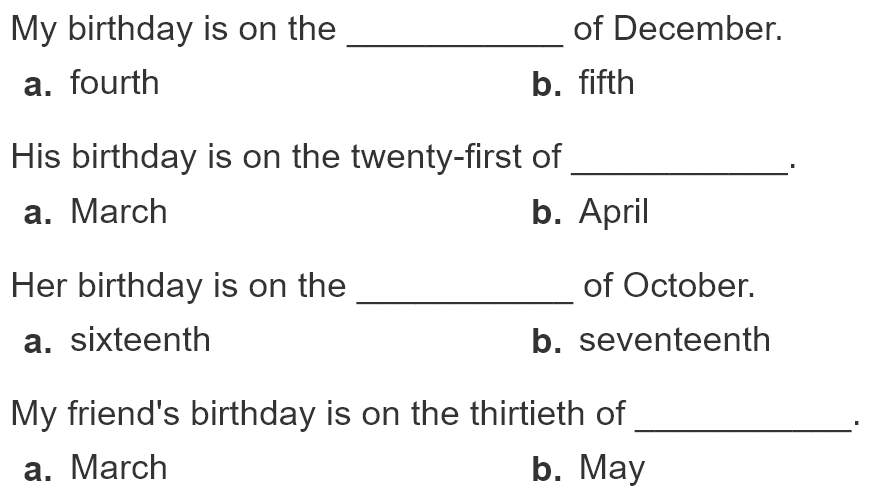 My birthday is on the ___________ of December.
a. fourth b. fifth
His birthday is on the twenty-first of ___________.
a. March b. April
Her birthday is on the ___________ of October.
a. sixteenth b. seventeenth
My friend's birthday is on the thirtieth of ___________.
a. March b. May